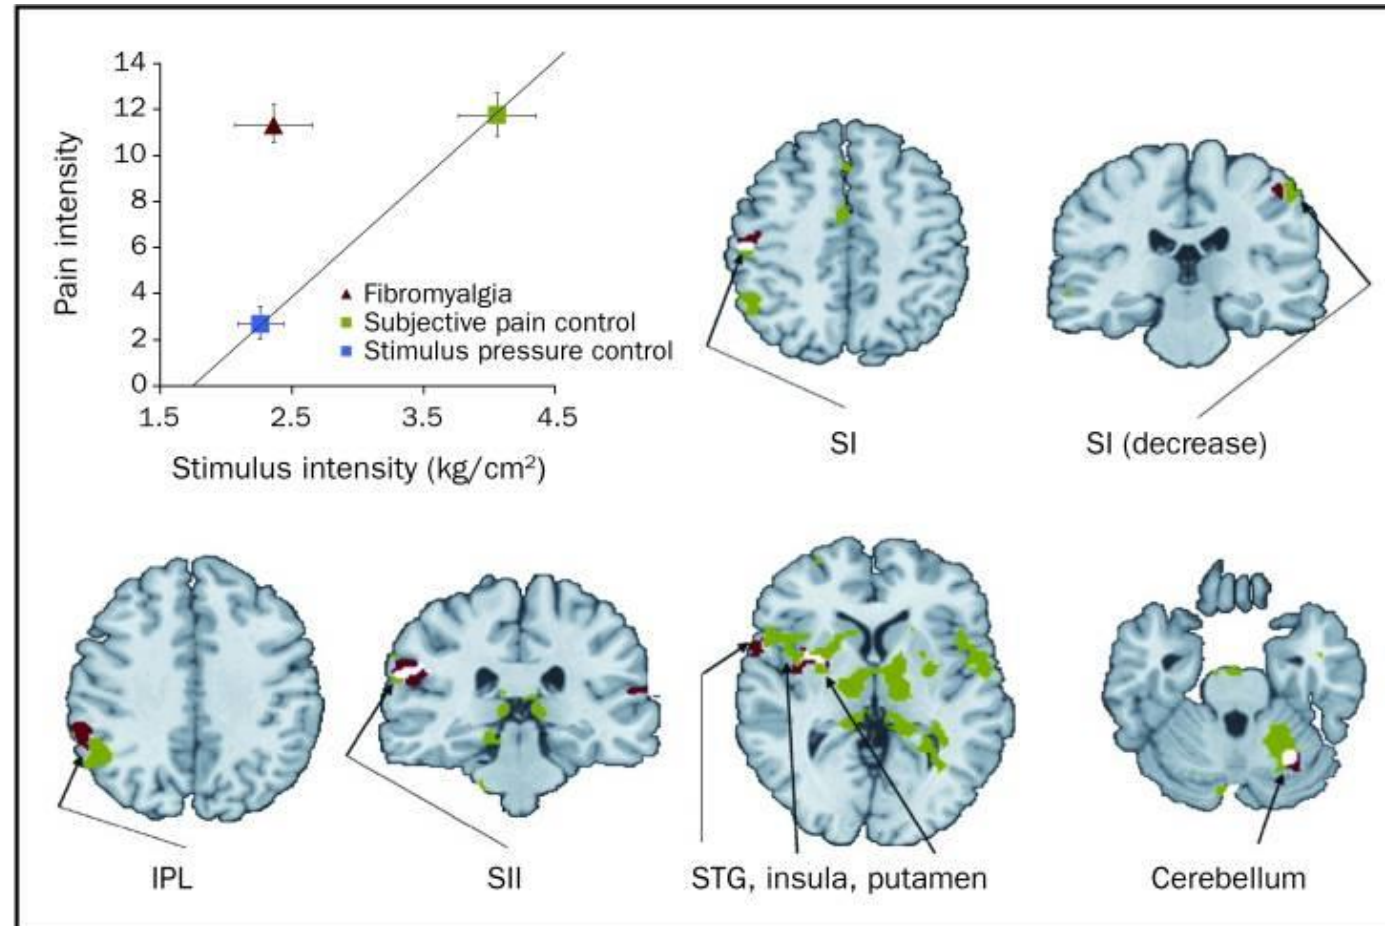 14
12
10
8
6
4
2
0
Pain intensity
Fibromyalgia
Subjective pain control
Stimulus pressure control
1.5 2.5 3.5 4.5
Stimulus intensity (kg/cm²)
SI
SI (decrease)
IPL
SII
STG, insula, putamen
Cerebellum